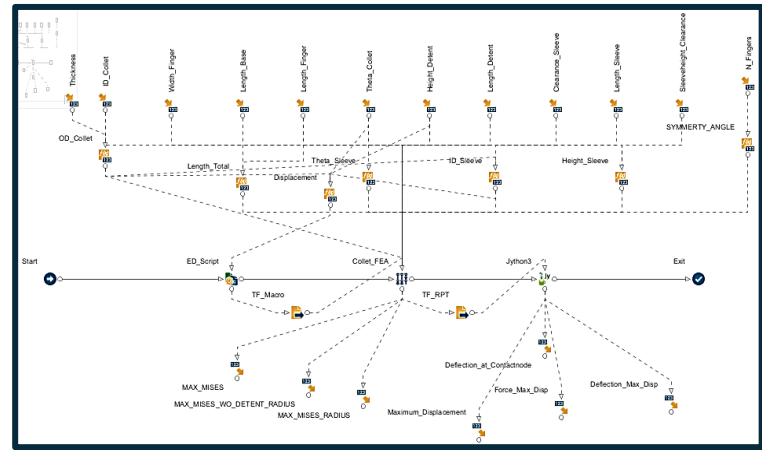 Thickness
ID_Collet
Width_Finger
Length_Base
Length_Finger
Theta_Collet
Height_Detent
Length_Detent
Clearance_Sleeve
Length_Sleeve
Sleeveheight_Clearance
N_Fingers
SYMMERTY_ANGLE
OD_Collet
Length_Total
Theta_Sleeve
ID_Sleeve
Height_Sleeve
Displacement
Start
ED_Script
Collet_FEA
Jython3
Exit
TF_Macro
TF_RPT
Deflection_at_Contactnode
MAX_MISES
Force_Max_Disp
Deflection_Max_Disp
MAX_MISES_WO_DETENT_RADIUS
MAX_MISES_RADIUS
Maximum_Displacement